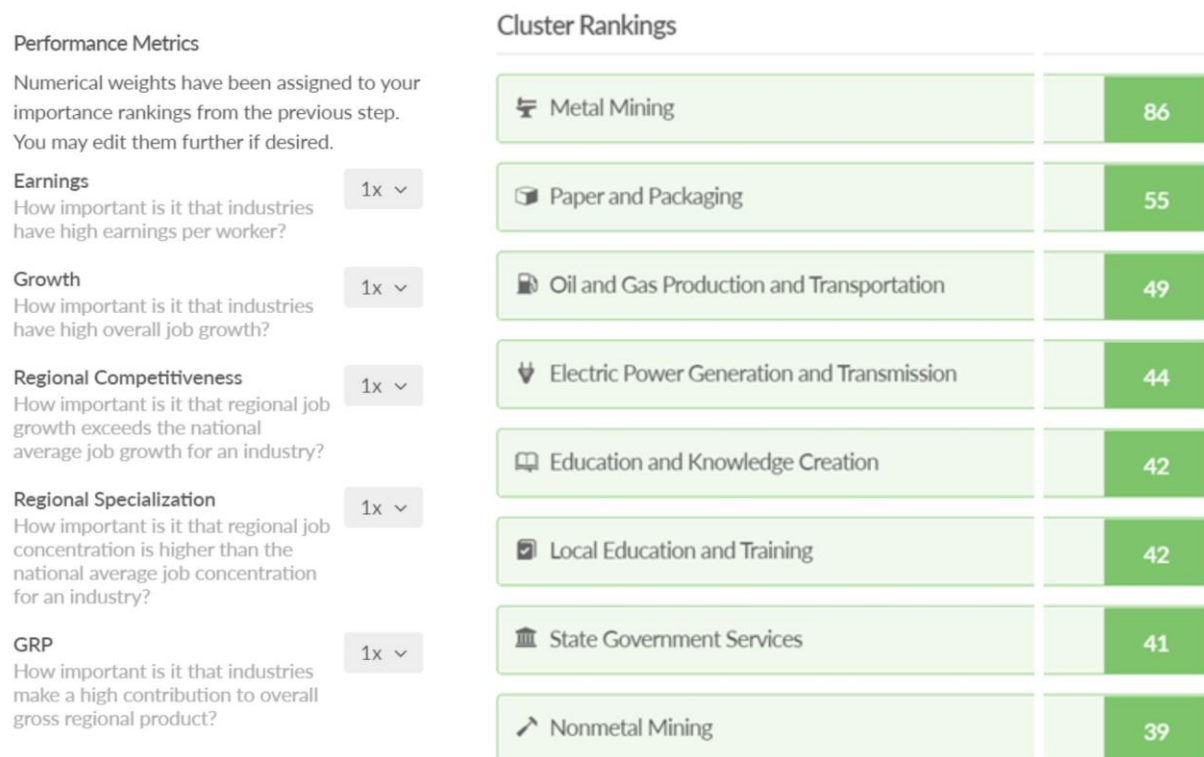 Performance Metrics
Numerical weights have been assigned to your
importance rankings from the previous step.
You may edit them further if desired.
Earnings
1x
How important is it that industries
have high earnings per worker?
Growth
1x
How important is it that industries
have high overall job growth?
Regional Competitiveness
1x
How important is it that regional job
growth exceeds the national
average job growth for an industry?
Regional Specialization
1x
How important is it that regional job
concentration is higher than the
national average job concentration
for an industry?
GRP
1x
How important is it that industries
make a high contribution to overall
gross regional product?
Cluster Rankings
Metal Mining 86
Paper and Packaging 55
Oil and Gas Production and Transportation 49
Electric Power Generation and Transmission 44
Education and Knowledge Creation 42
Local Education and Training 42
State Government Services 41
Nonmetal Mining 39